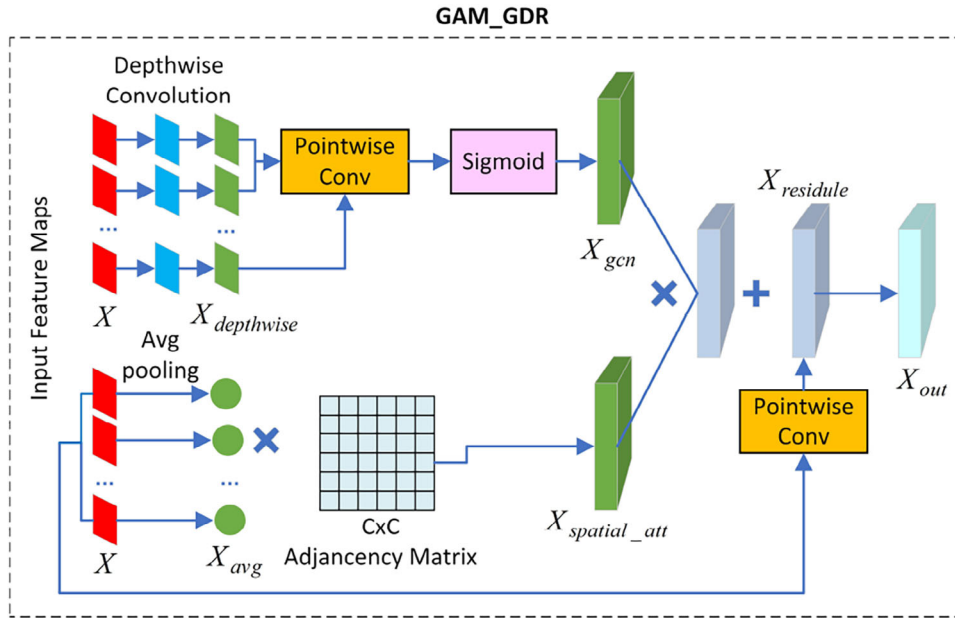 GAM_GDR
Input Feature Maps
Depthwise
Convolution
...
...
...
X
X_depthwise
Pointwise
Conv
Sigmoid
X_gcn
X_residule
X_out
Avg
pooling
...
...
X
X_avg
CxC
Adjancency Matrix
X_spatial_att
Pointwise
Conv
×
×
+